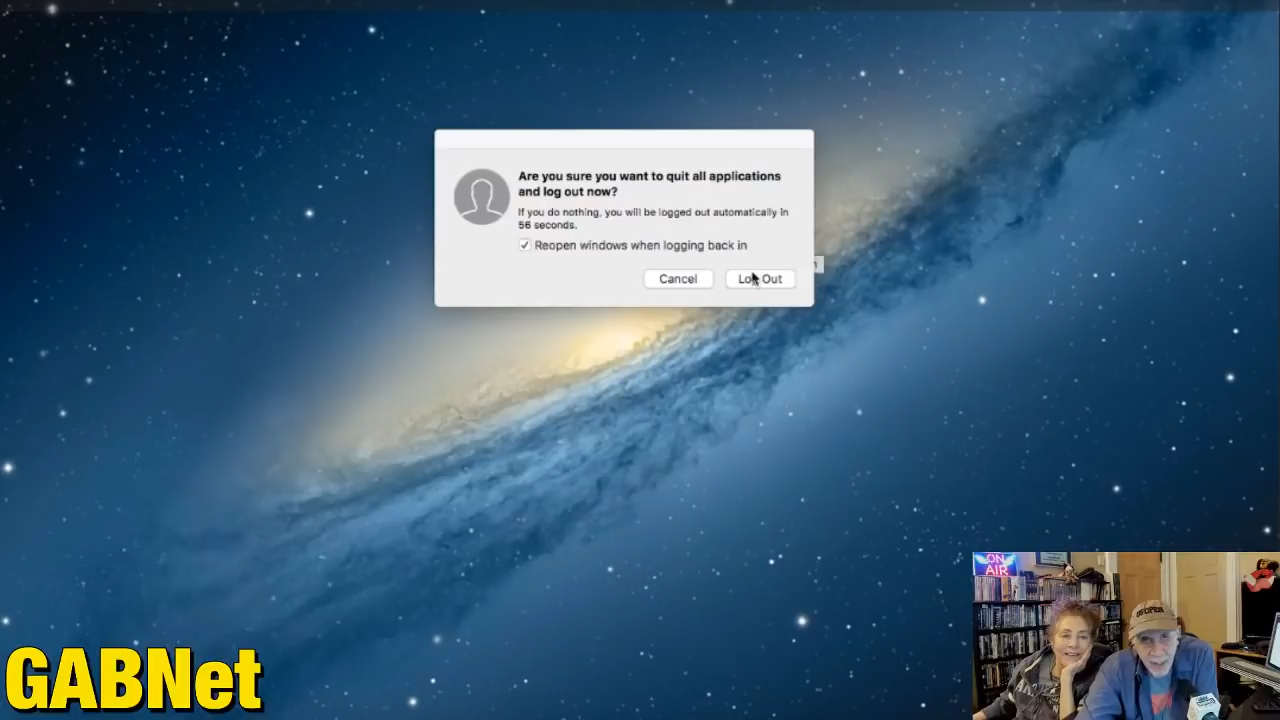 Are you sure you want to quit all applications
and log out now?
If you do nothing, you will be logged out automatically in
56 seconds.
Reopen windows when logging back in
Cancel
Log Out
ON
AIR
GABNet